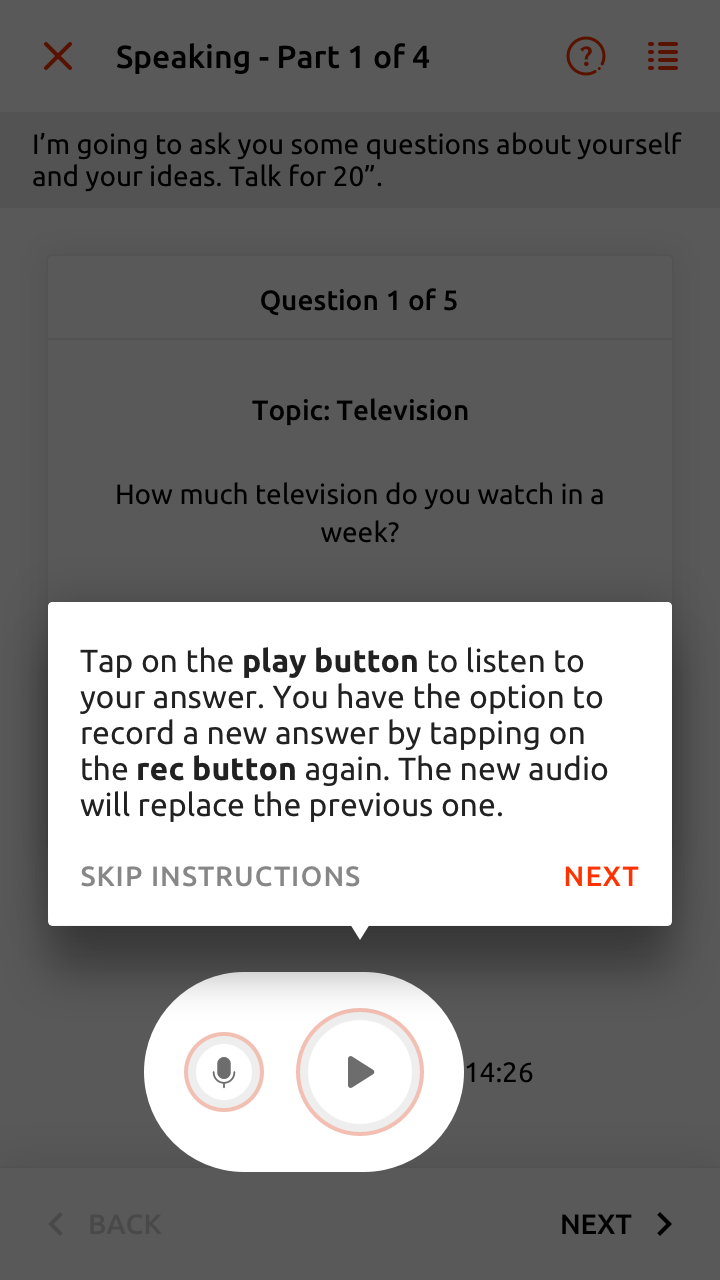 Speaking - Part 1 of 4
I’m going to ask you some questions about yourself
and your ideas. Talk for 20”.
Question 1 of 5
Topic: Television
How much television do you watch in a
week?
Tap on the play button to listen to
your answer. You have the option to
record a new answer by tapping on
the rec button again. The new audio
will replace the previous one.
SKIP INSTRUCTIONS NEXT
14:26
BACK NEXT